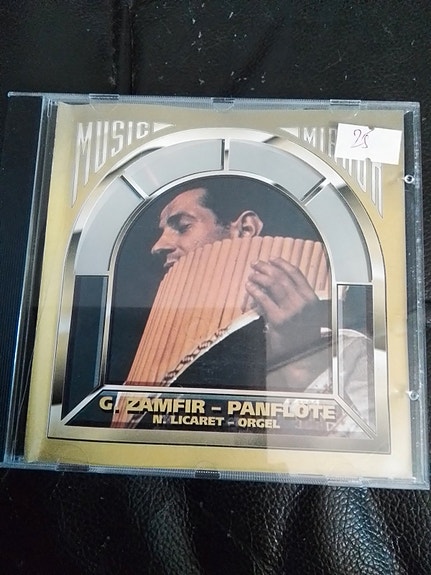 MUSIC MIRROR
25
G. ZAMFIR – PANFLÖTE
N. LICARET – ORGEL